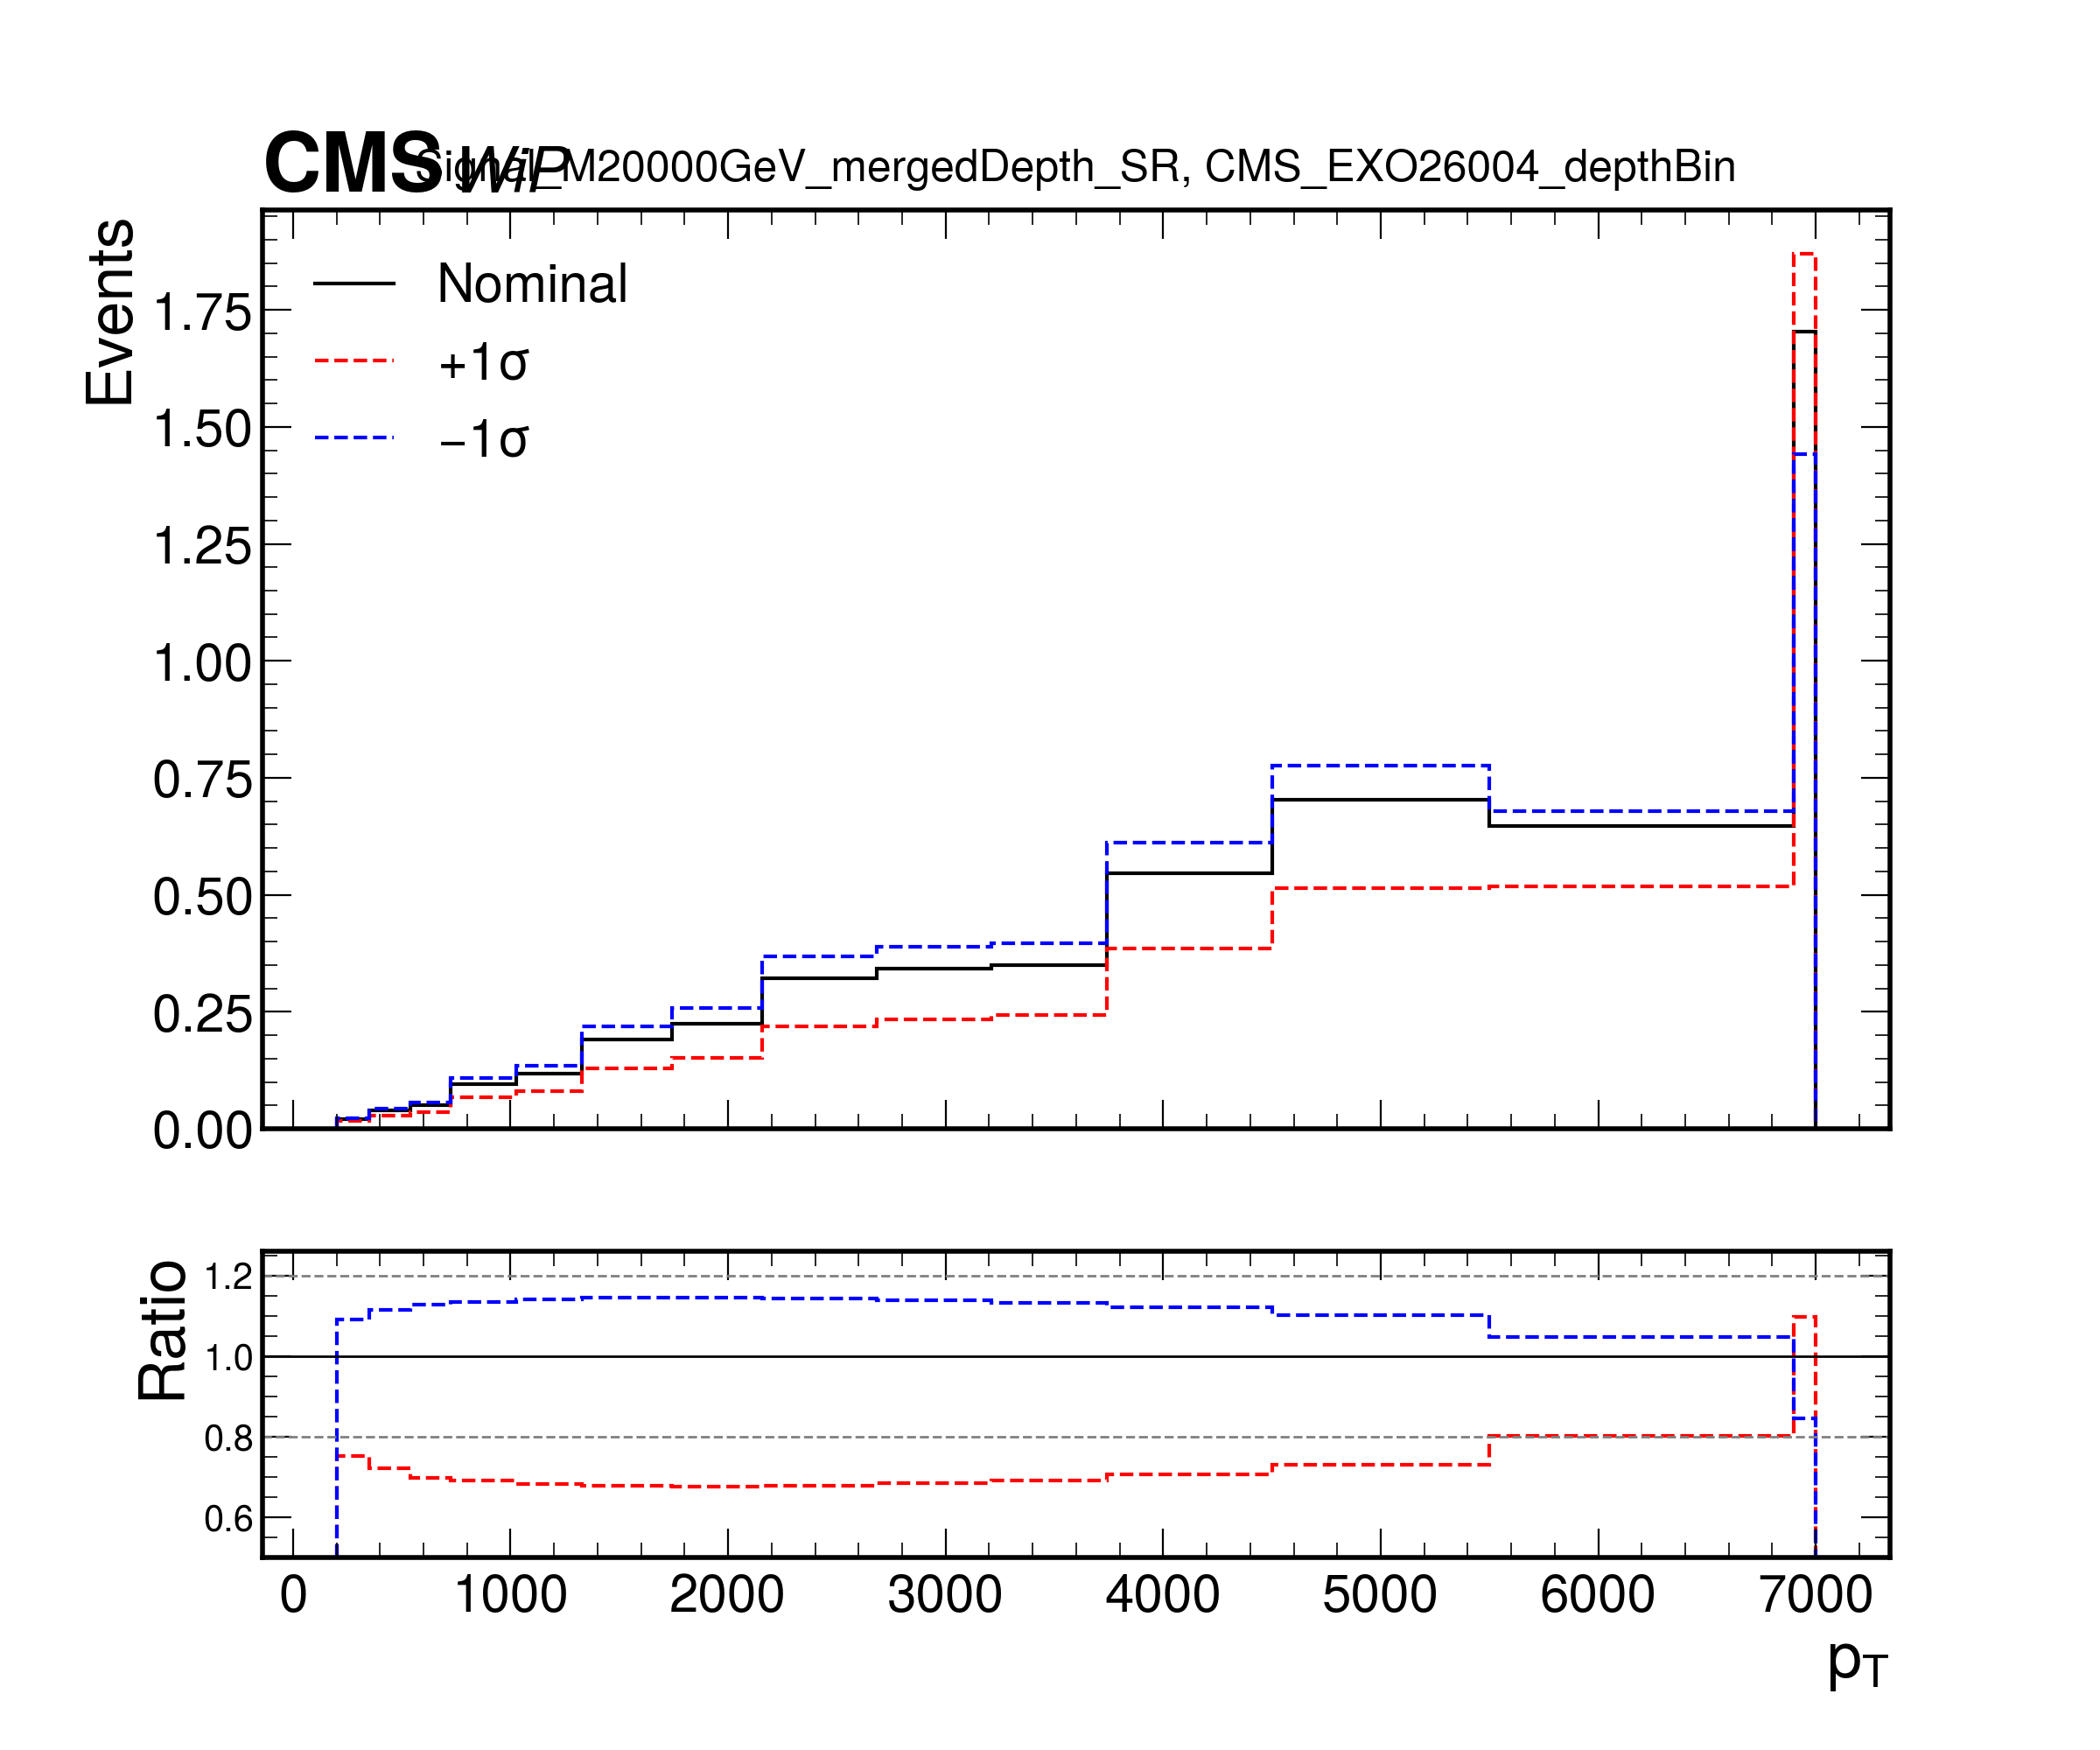 CMS WiP Signal_M20000GeV_mergedDepth_SR, CMS_EXO26004_depthBin
Events
Nominal
+1σ
−1σ
1.75
1.50
1.25
1.00
0.75
0.50
0.25
0.00
Ratio
1.2
1.0
0.8
0.6
0 1000 2000 3000 4000 5000 6000 7000
pT